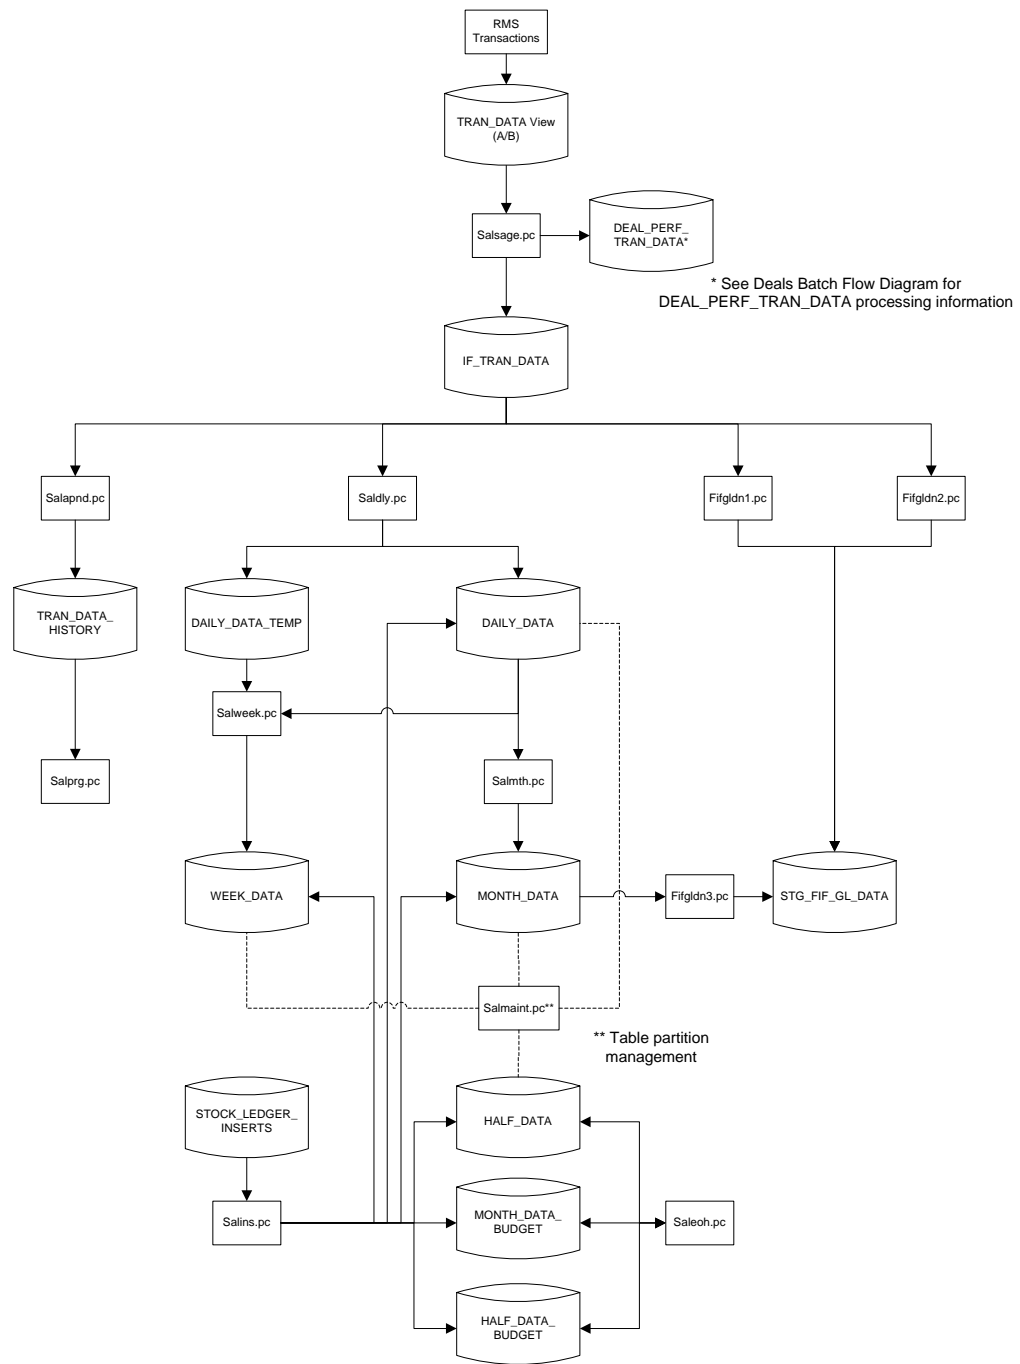 RMS
Transactions
TRAN_DATA View
(A/B)
Salsage.pc
DEAL_PERF_
TRAN_DATA*
* See Deals Batch Flow Diagram for
DEAL_PERF_TRAN_DATA processing information
IF_TRAN_DATA
Salapnd.pc
Saldly.pc
Fifgldn1.pc
Fifgldn2.pc
TRAN_DATA_
HISTORY
DAILY_DATA_TEMP
DAILY_DATA
Salweek.pc
Salprg.pc
Salmth.pc
WEEK_DATA
MONTH_DATA
Fifgldn3.pc
STG_FIF_GL_DATA
Salmaint.pc**
** Table partition
management
STOCK_LEDGER_
INSERTS
HALF_DATA
Salins.pc
MONTH_DATA_
BUDGET
Saleoh.pc
HALF_DATA_
BUDGET